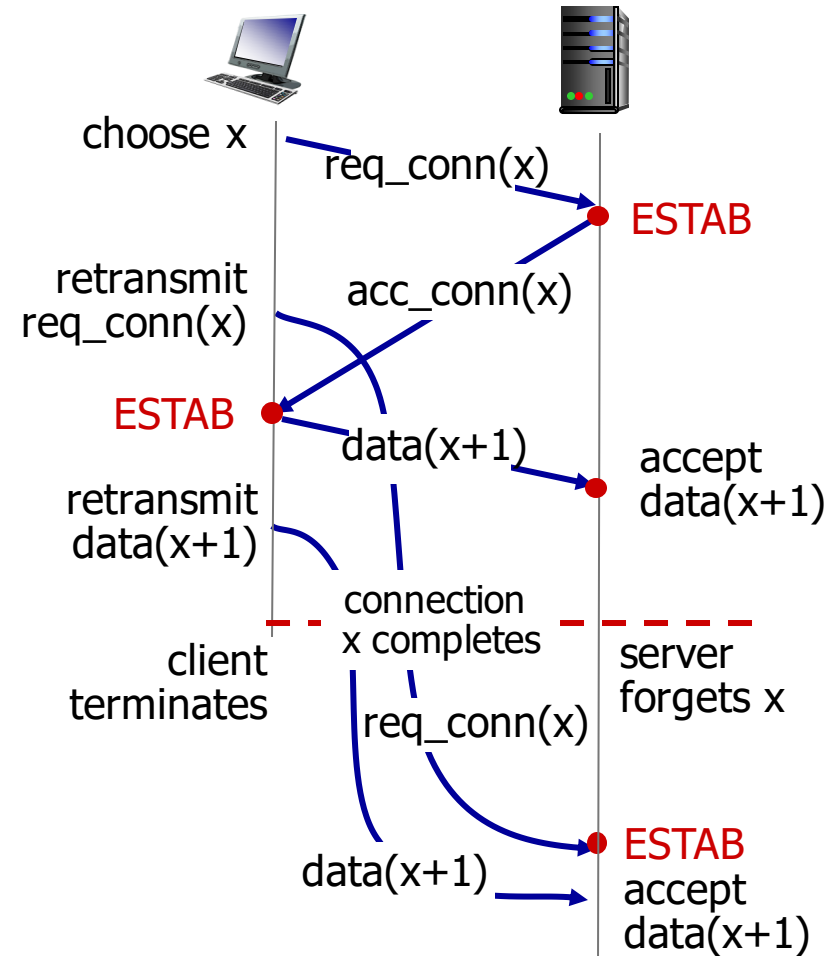 choose x
req_conn(x)
ESTAB
retransmit
req_conn(x)
acc_conn(x)
ESTAB
data(x+1)
accept
data(x+1)
retransmit
data(x+1)
connection
x completes
client
terminates
server
forgets x
req_conn(x)
ESTAB
data(x+1)
accept
data(x+1)